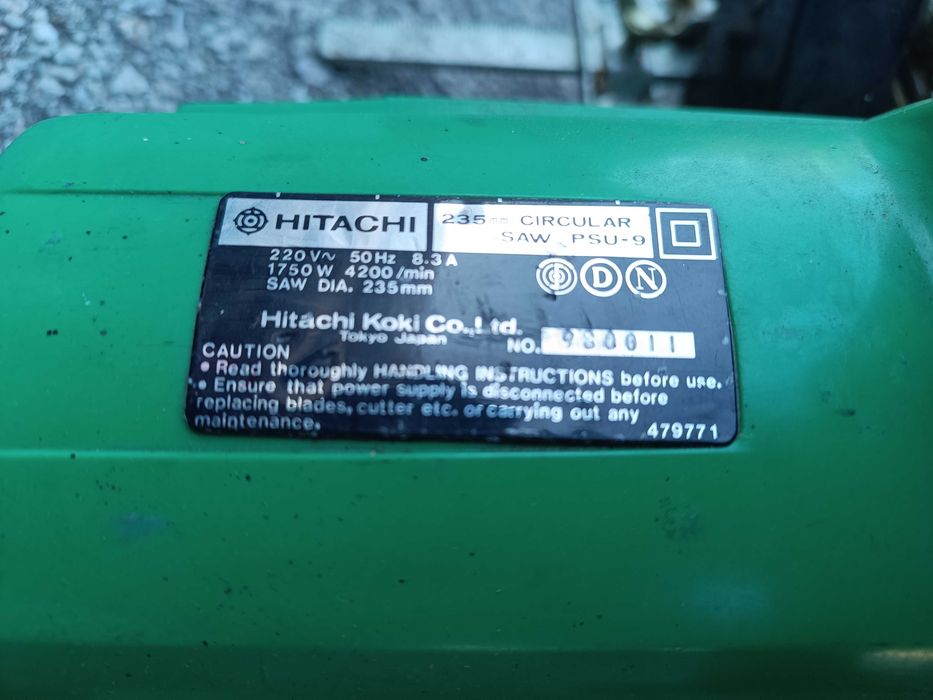 HITACHI
235mm CIRCULAR
SAW PSU-9
220V~ 50Hz 8.3A
1750W 4200/min
SAW DIA. 235mm
D N
Hitachi Koki Co.,Ltd.
Tokyo Japan
NO. 980011
CAUTION
• Read thoroughly HANDLING INSTRUCTIONS before use.
• Ensure that power supply is disconnected before
replacing blades, cutter etc. or carrying out any
maintenance.
479771